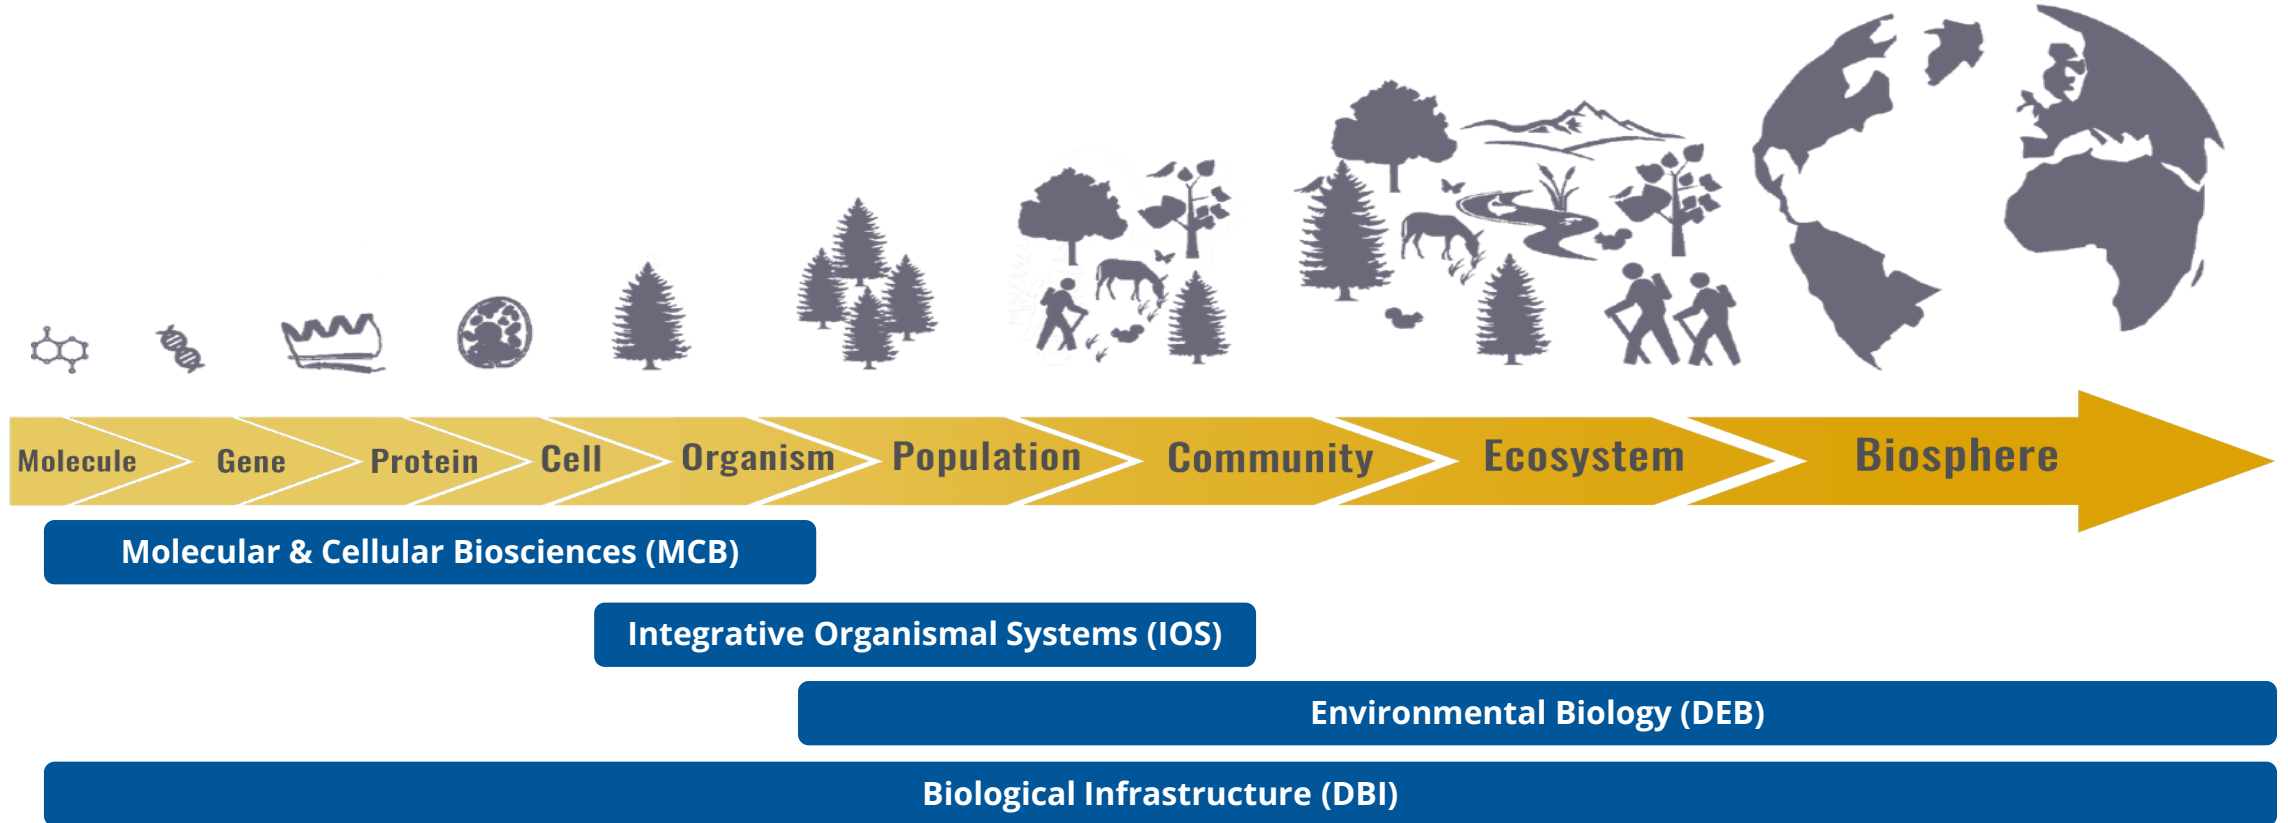 Molecule Gene Protein Cell Organism Population Community Ecosystem Biosphere
Molecular & Cellular Biosciences (MCB)
Integrative Organismal Systems (IOS)
Environmental Biology (DEB)
Biological Infrastructure (DBI)